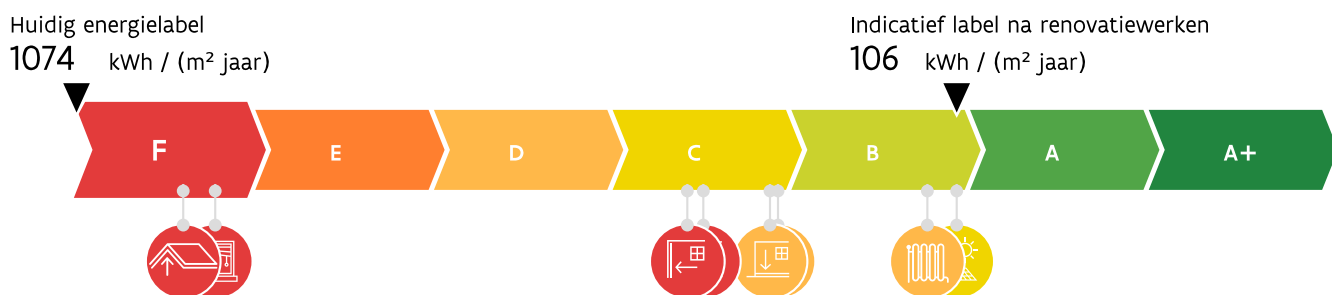 Huidig energielabel
1074 kWh / (m² jaar)
Indicatief label na renovatiewerken
106 kWh / (m² jaar)
F E D C B A A+